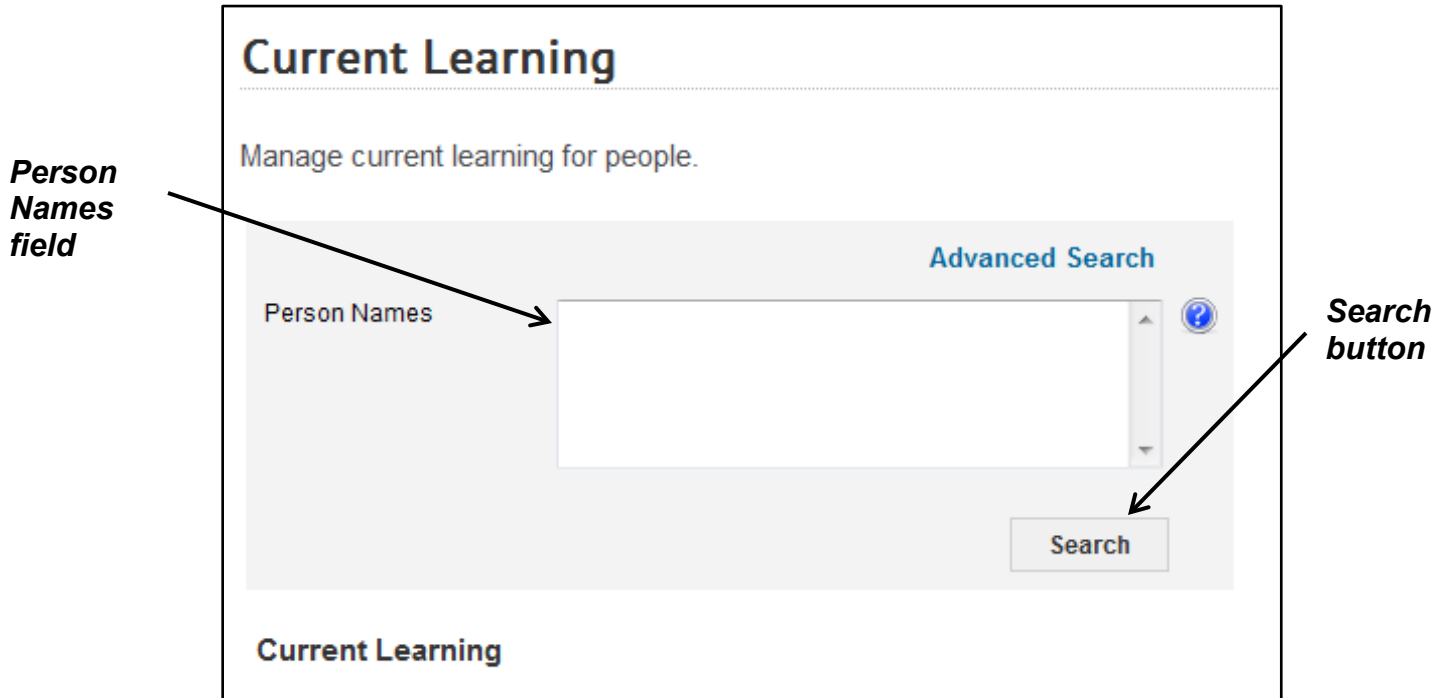 Current Learning
Manage current learning for people.
Person
Names
field
Advanced Search
Person Names
?
Search
button
Search
Current Learning